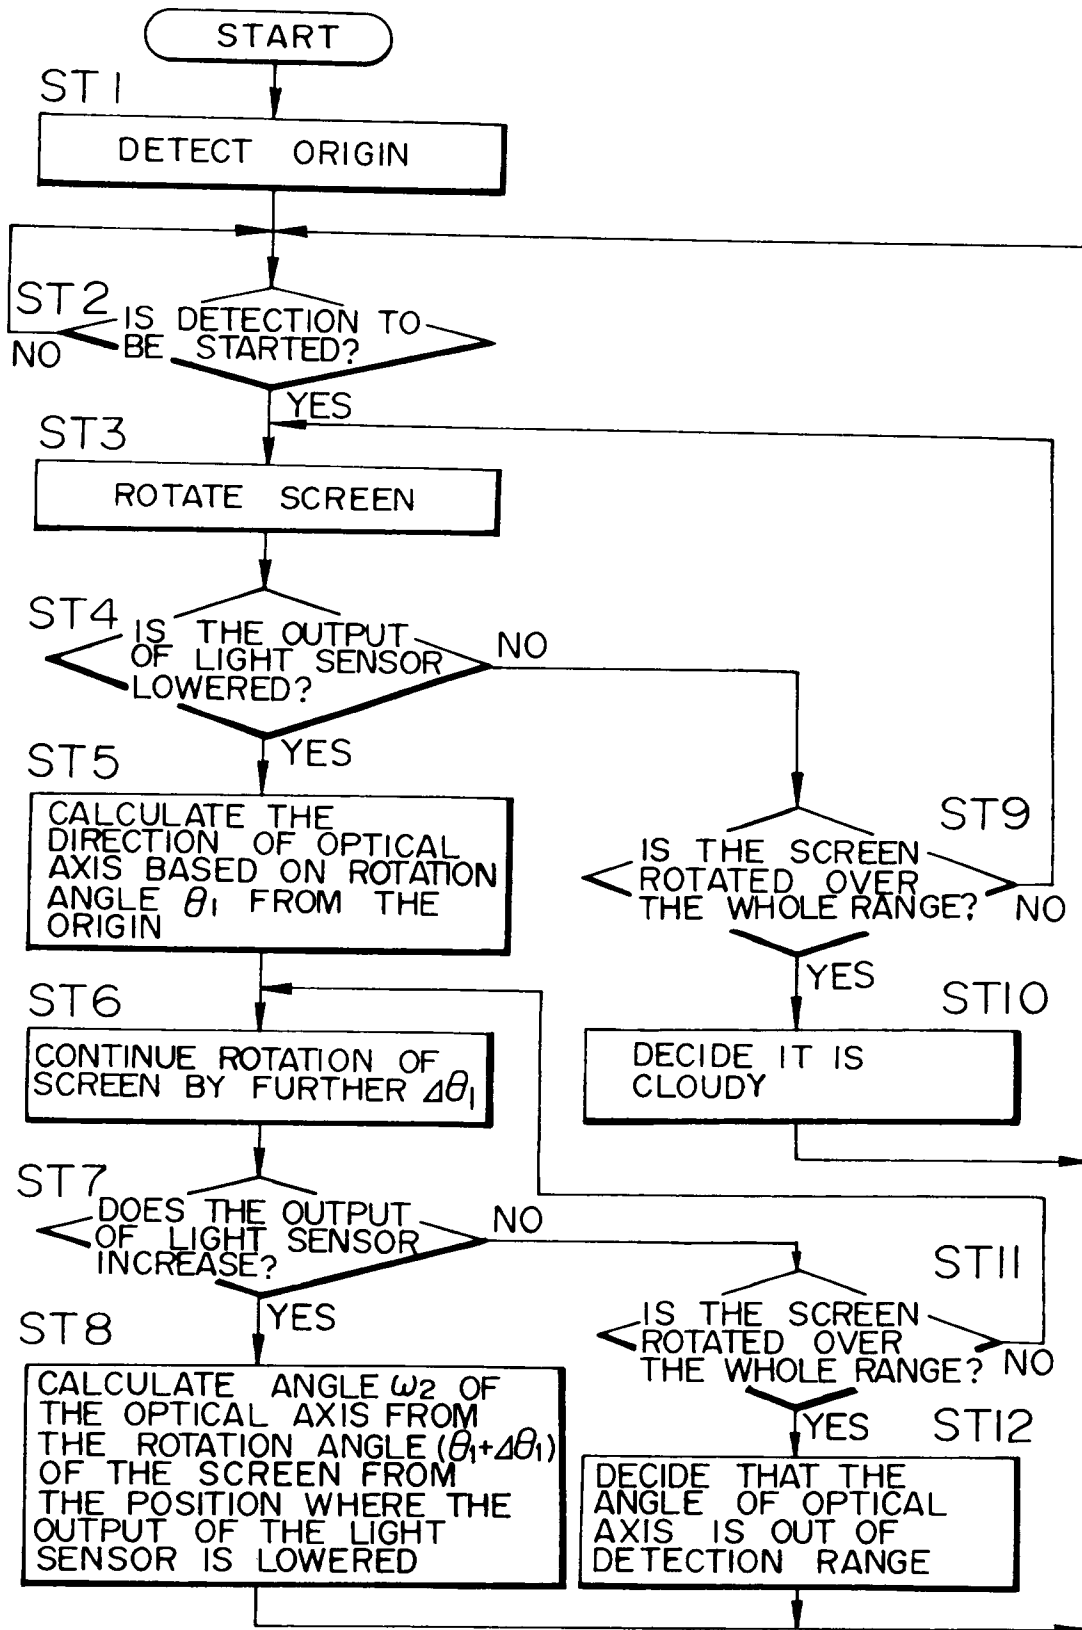 START
ST1
DETECT ORIGIN
ST2
IS DETECTION TO
BE STARTED?
NO
YES
ST3
ROTATE SCREEN
ST4
IS THE OUTPUT
OF LIGHT SENSOR
LOWERED?
NO
YES
ST5
CALCULATE THE
DIRECTION OF OPTICAL
AXIS BASED ON ROTATION
ANGLE θ1 FROM THE
ORIGIN
ST9
IS THE SCREEN
ROTATED OVER
THE WHOLE RANGE?
NO
YES
ST6
CONTINUE ROTATION OF
SCREEN BY FURTHER Δθ1
ST10
DECIDE IT IS
CLOUDY
ST7
DOES THE OUTPUT
OF LIGHT SENSOR
INCREASE?
NO
YES
ST11
IS THE SCREEN
ROTATED OVER
THE WHOLE RANGE?
NO
YES
ST8
CALCULATE ANGLE ω2 OF
THE OPTICAL AXIS FROM
THE ROTATION ANGLE (θ1+Δθ1)
OF THE SCREEN FROM
THE POSITION WHERE THE
OUTPUT OF THE LIGHT
SENSOR IS LOWERED
ST12
DECIDE THAT THE
ANGLE OF OPTICAL
AXIS IS OUT OF
DETECTION RANGE